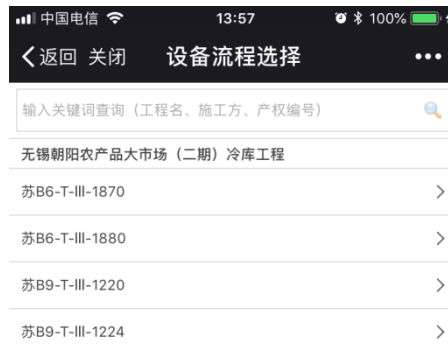 中国电信 13:57 100%
返回 关闭 设备流程选择
输入关键词查询（工程名、施工方、产权编号）
无锡朝阳农产品大市场（二期）冷库工程
苏B6-T-Ⅲ-1870
苏B6-T-Ⅲ-1880
苏B9-T-Ⅲ-1220
苏B9-T-Ⅲ-1224